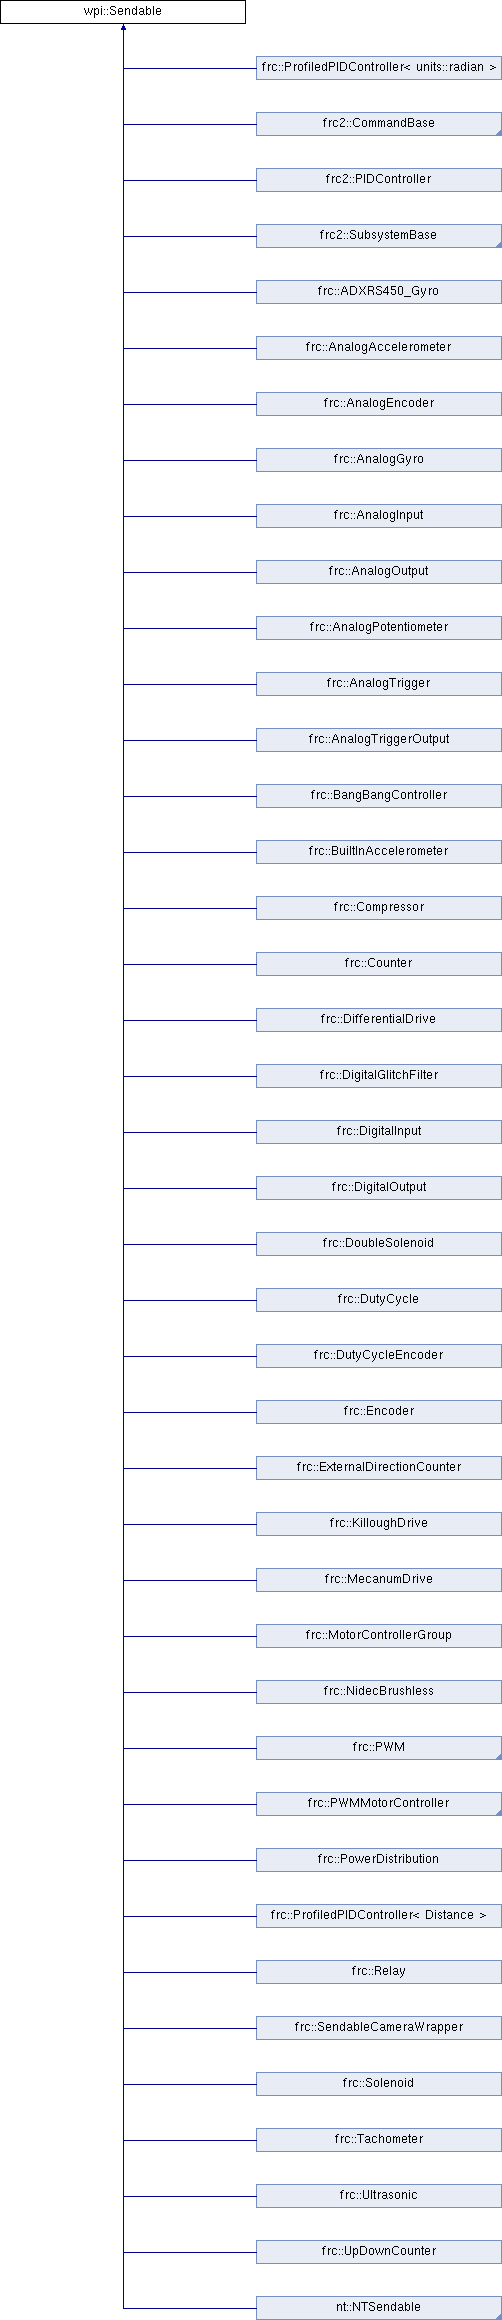 wpi::Sendable
frc::ProfiledPIDController< units::radian >
frc2::CommandBase
frc2::PIDController
frc2::SubsystemBase
frc::ADXRS450_Gyro
frc::AnalogAccelerometer
frc::AnalogEncoder
frc::AnalogGyro
frc::AnalogInput
frc::AnalogOutput
frc::AnalogPotentiometer
frc::AnalogTrigger
frc::AnalogTriggerOutput
frc::BangBangController
frc::BuiltInAccelerometer
frc::Compressor
frc::Counter
frc::DifferentialDrive
frc::DigitalGlitchFilter
frc::DigitalInput
frc::DigitalOutput
frc::DoubleSolenoid
frc::DutyCycle
frc::DutyCycleEncoder
frc::Encoder
frc::ExternalDirectionCounter
frc::KilloughDrive
frc::MecanumDrive
frc::MotorControllerGroup
frc::NidecBrushless
frc::PWM
frc::PWMMotorController
frc::PowerDistribution
frc::ProfiledPIDController< Distance >
frc::Relay
frc::SendableCameraWrapper
frc::Solenoid
frc::Tachometer
frc::Ultrasonic
frc::UpDownCounter
nt::NTSendable